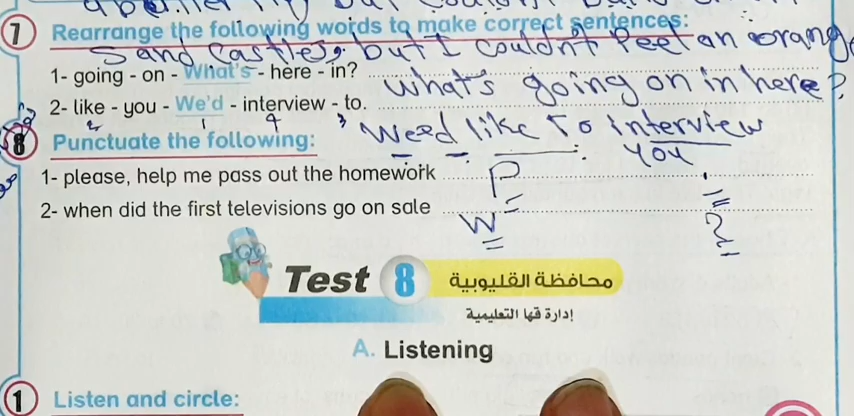 7 Rearrange the following words to make correct sentences:
Sand Castles, but I couldn't Peel an orange
1- going - on - What's - here - in? What's going on in here?
2- like - you - We'd - interview - to. Weed like to interview you
8 Punctuate the following:
1- please, help me pass out the homework P .
2- when did the first televisions go on sale W ?
Test 8 محافظة القليوبية
إدارة قها التعليمية
A. Listening
1 Listen and circle: